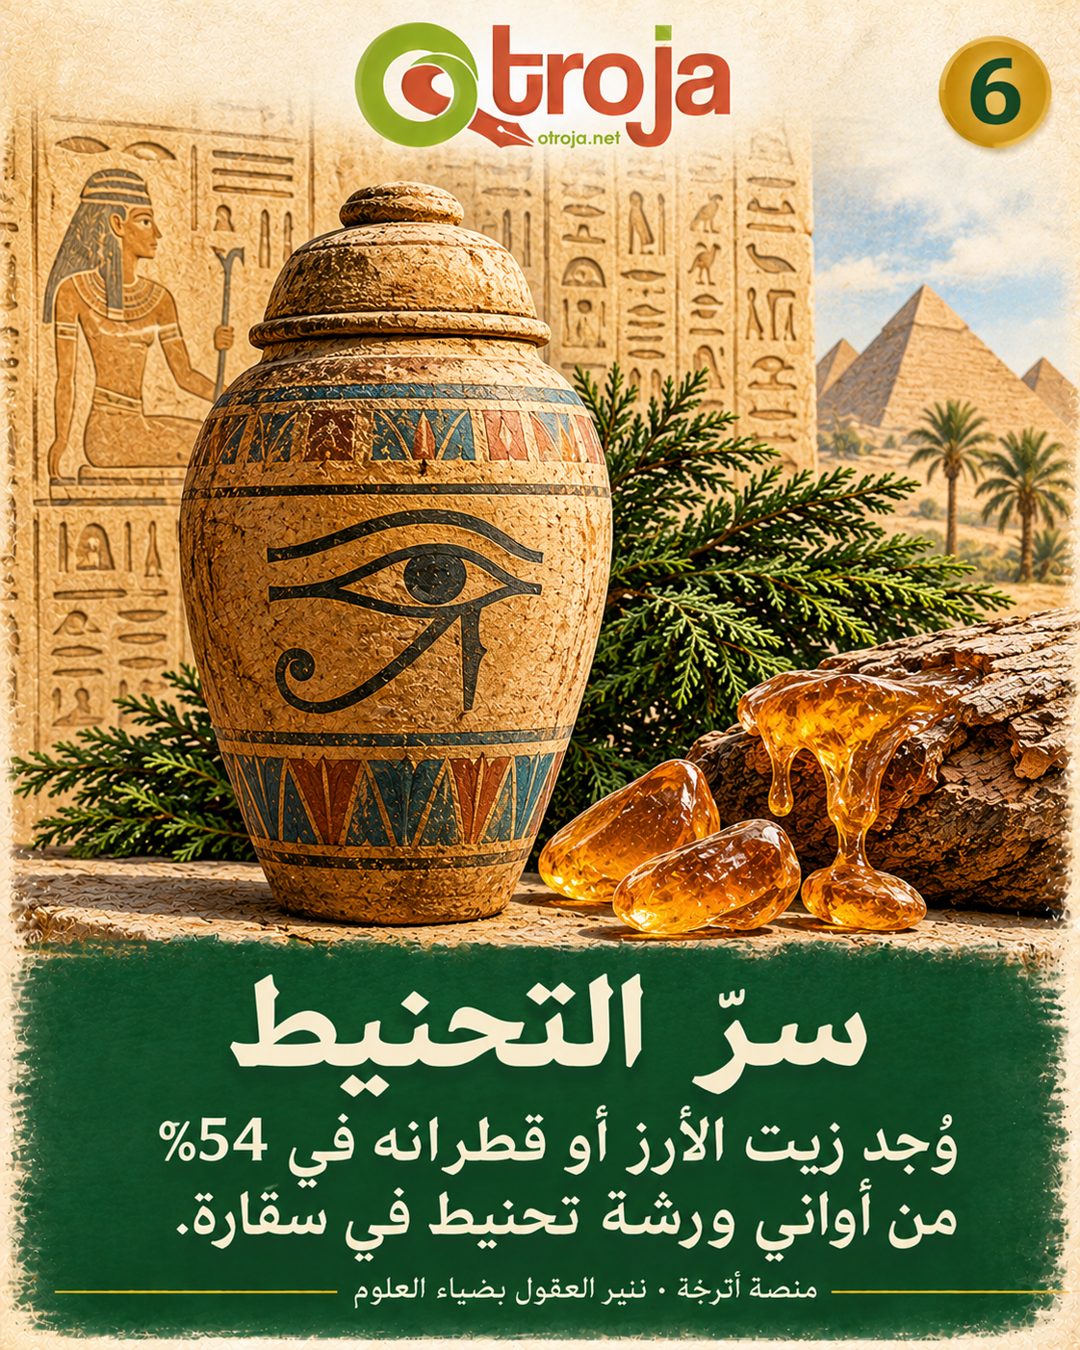 Otroja
otroja.net
6
سرّ التحنيط
وُجد زيت الأرز أو قطرانه في 54%
من أواني ورشة تحنيط في سقارة.
منصة أترجة • ننير العقول بضياء العلوم